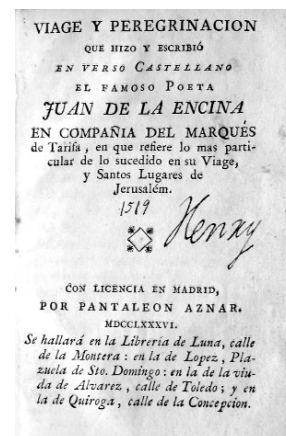 VIAGE Y PEREGRINACION
QUE HIZO Y ESCRIBIÓ
EN VERSO CASTELLANO
EL FAMOSO POETA
JUAN DE LA ENCINA
EN COMPAÑIA DEL MARQUÉS
de Tarifa, en que refiere lo mas parti-
cular de lo sucedido en su Viage,
y Santos Lugares de
Jerusalém.
1519
Henry
CON LICENCIA EN MADRID,
POR PANTALEON AZNAR.
MDCCLXXXVI.
Se hallará en la Librería de Luna, calle
de la Montera: en la de Lopez, Pla-
zuela de Sto. Domingo: en la de la viu-
da de Alvarez, calle de Toledo; y en
la de Quiroga, calle de la Concepcion.